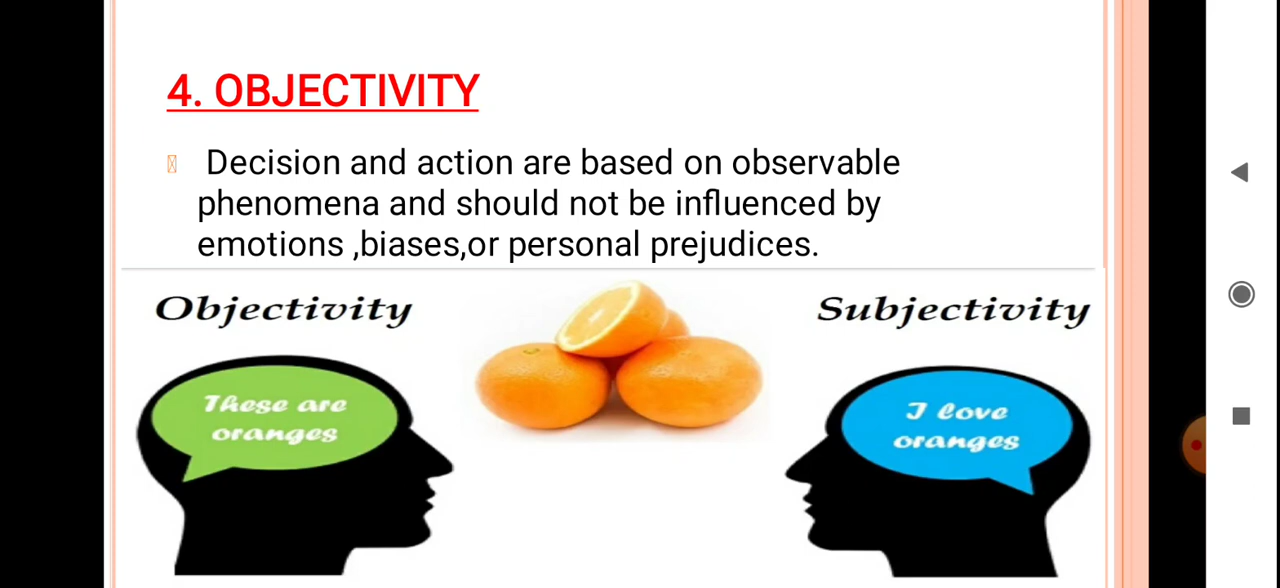 4. OBJECTIVITY
Decision and action are based on observable
phenomena and should not be influenced by
emotions ,biases,or personal prejudices.
Objectivity
Subjectivity
These are
oranges
I love
oranges